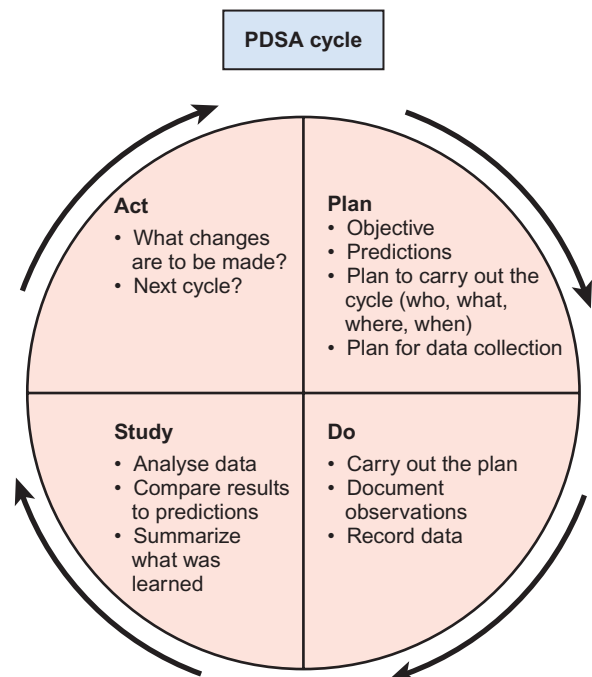 PDSA cycle
Act
• What changes
are to be made?
• Next cycle?
Plan
• Objective
• Predictions
• Plan to carry out the
cycle (who, what,
where, when)
• Plan for data collection
Study
• Analyse data
• Compare results
to predictions
• Summarize
what was
learned
Do
• Carry out the plan
• Document
observations
• Record data